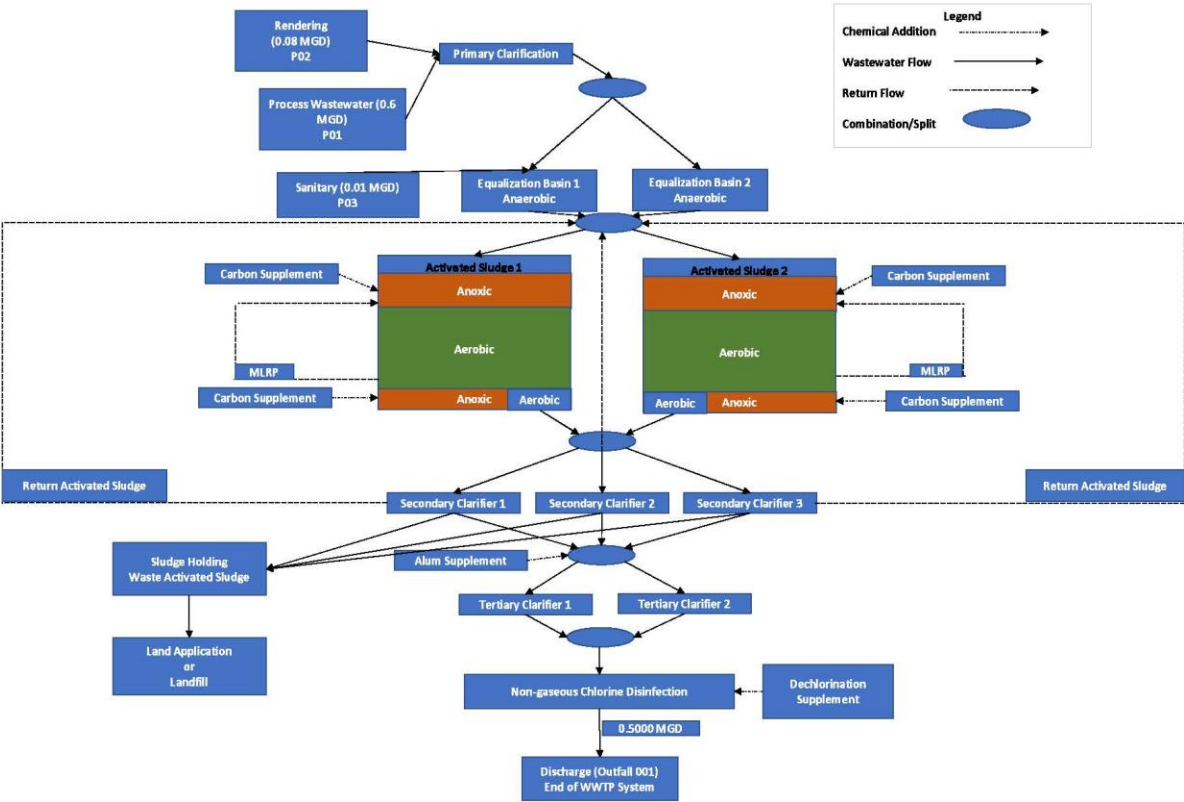 Rendering
(0.08 MGD)
P02
Primary Clarification
Process Wastewater (0.6
MGD)
P01
Legend
Chemical Addition
Wastewater Flow
Return Flow
Combination/Split
Sanitary (0.01 MGD)
P03
Equalization Basin 1
Anaerobic
Equalization Basin 2
Anaerobic
Activated Sludge 1
Activated Sludge 2
Carbon Supplement
Anoxic
Anoxic
Carbon Supplement
Aerobic
Aerobic
MLRP
MLRP
Carbon Supplement
Anoxic
Aerobic
Aerobic
Anoxic
Carbon Supplement
Return Activated Sludge
Return Activated Sludge
Secondary Clarifier 1
Secondary Clarifier 2
Secondary Clarifier 3
Sludge Holding
Waste Activated Sludge
Alum Supplement
Tertiary Clarifier 1
Tertiary Clarifier 2
Land Application
or
Landfill
Non-gaseous Chlorine Disinfection
Dechlorination
Supplement
0.5000 MGD
Discharge (Outfall 001)
End of WWTP System